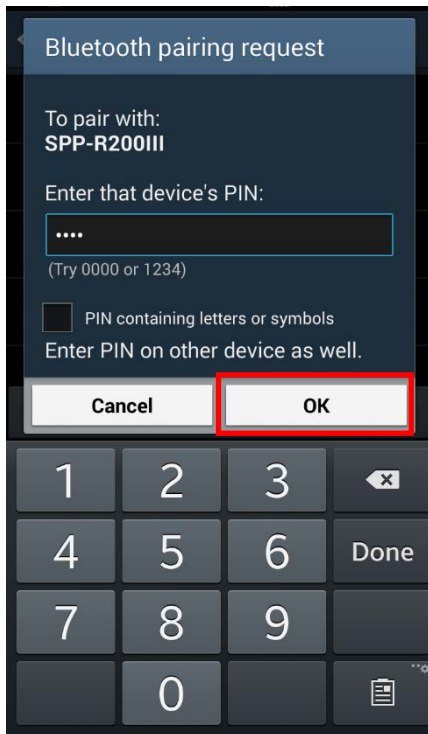 Bluetooth pairing request
To pair with:
SPP-R200III
Enter that device's PIN:
••••
(Try 0000 or 1234)
PIN containing letters or symbols
Enter PIN on other device as well.
Cancel OK
1 2 3
4 5 6 Done
7 8 9
0